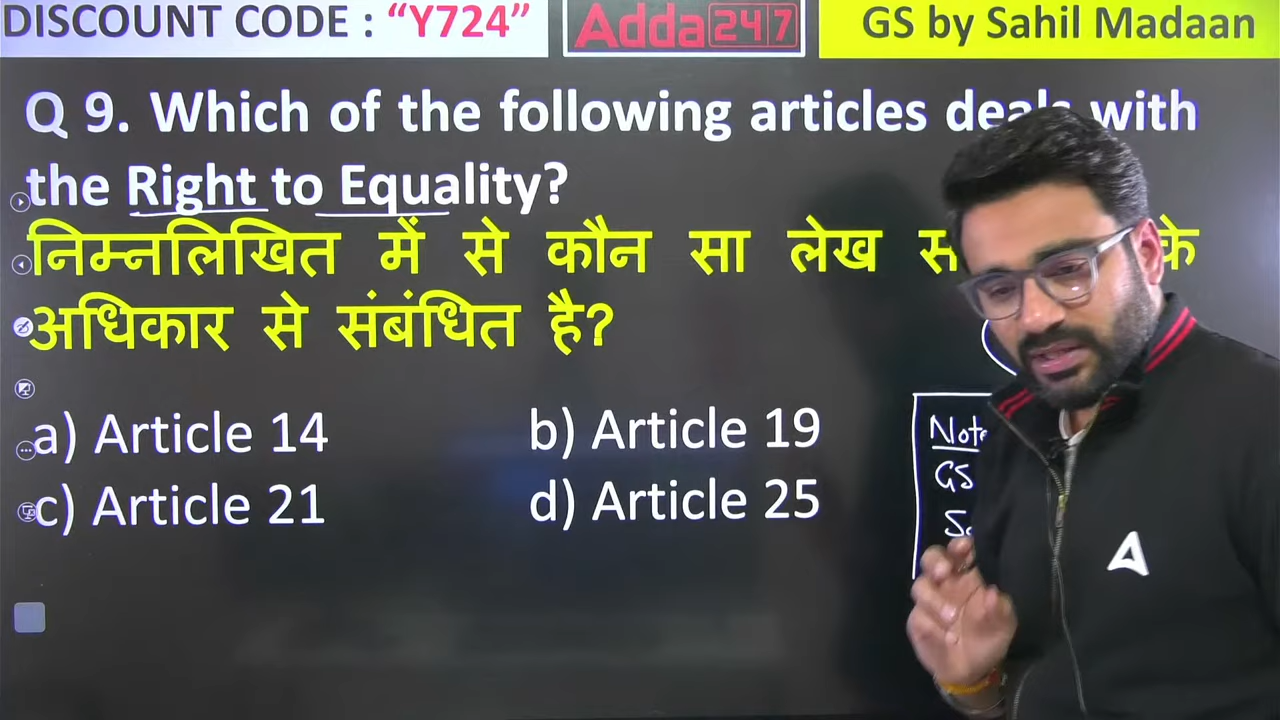 DISCOUNT CODE : “Y724”
Adda247
GS by Sahil Madaan
Q 9. Which of the following articles with
the Right to Equality?
निम्नलिखित में से कौन सा लेख के
अधिकार से संबंधित है?
a) Article 14
b) Article 19
c) Article 21
d) Article 25
GS